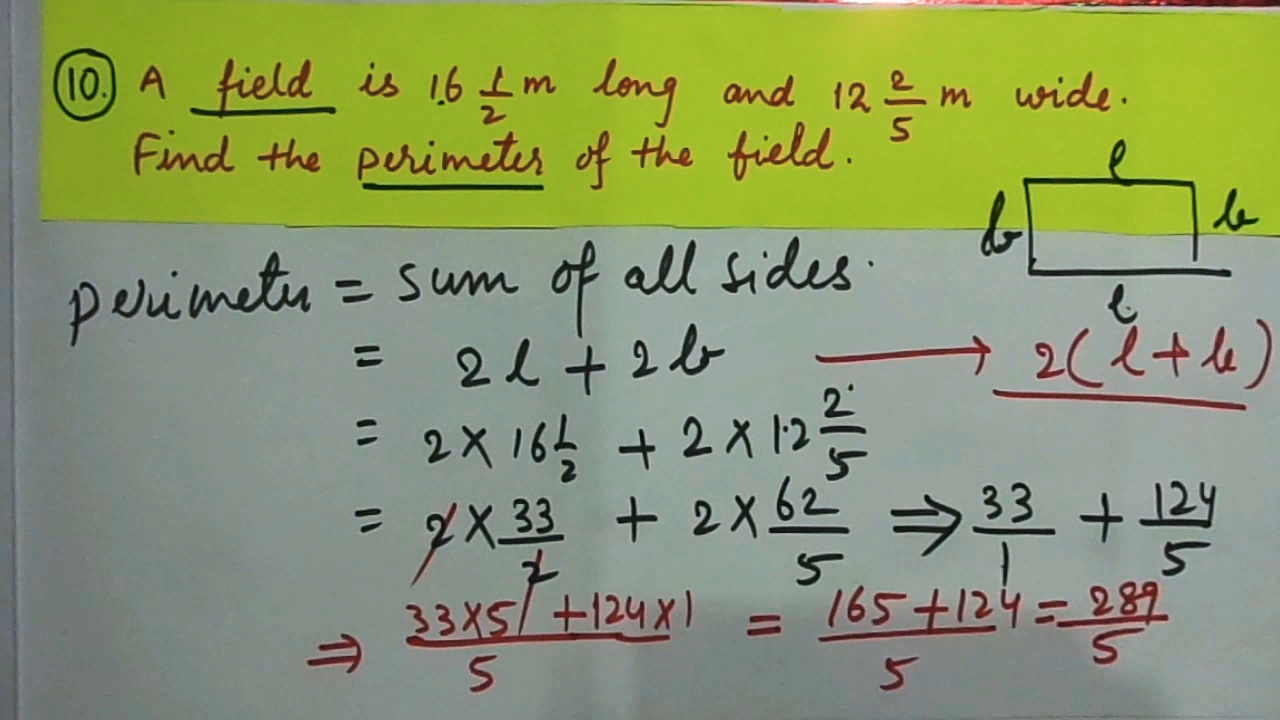 10. A field is 16 1/2 m long and 12 2/5 m wide.
Find the perimeter of the field.
l
b b
l
perimeter = sum of all sides.
= 2l + 2b → 2(l+b)
= 2 × 16 1/2 + 2 × 12 2/5
= 2 × 33/2 + 2 × 62/5 ⇒ 33/1 + 124/5
⇒ 33×5 + 124×1 / 5 = 165+124 / 5 = 289/5